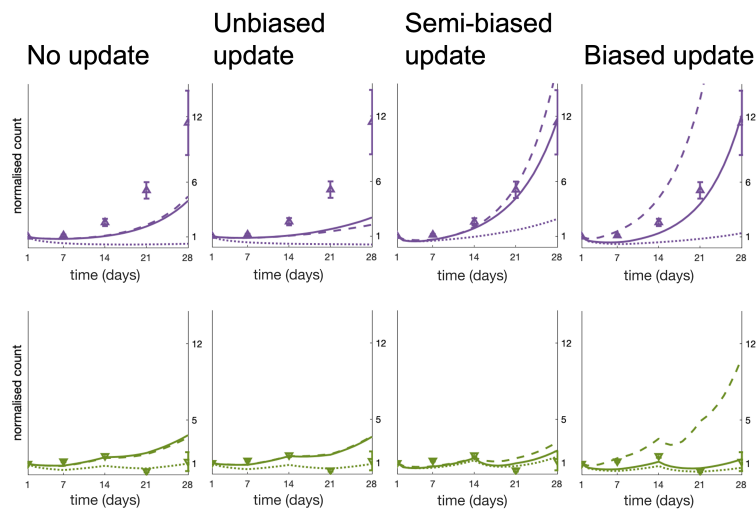 No update
Unbiased
update
Semi-biased
update
Biased update
normalised count
12
6
1
1 7 14 21 28
time (days)
12
6
1
1 7 14 21 28
time (days)
12
6
1
1 7 14 21 28
time (days)
12
6
1
1 7 14 21 28
time (days)
normalised count
12
5
1
1 7 14 21 28
time (days)
12
5
1
1 7 14 21 28
time (days)
12
5
1
1 7 14 21 28
time (days)
12
5
1
1 7 14 21 28
time (days)